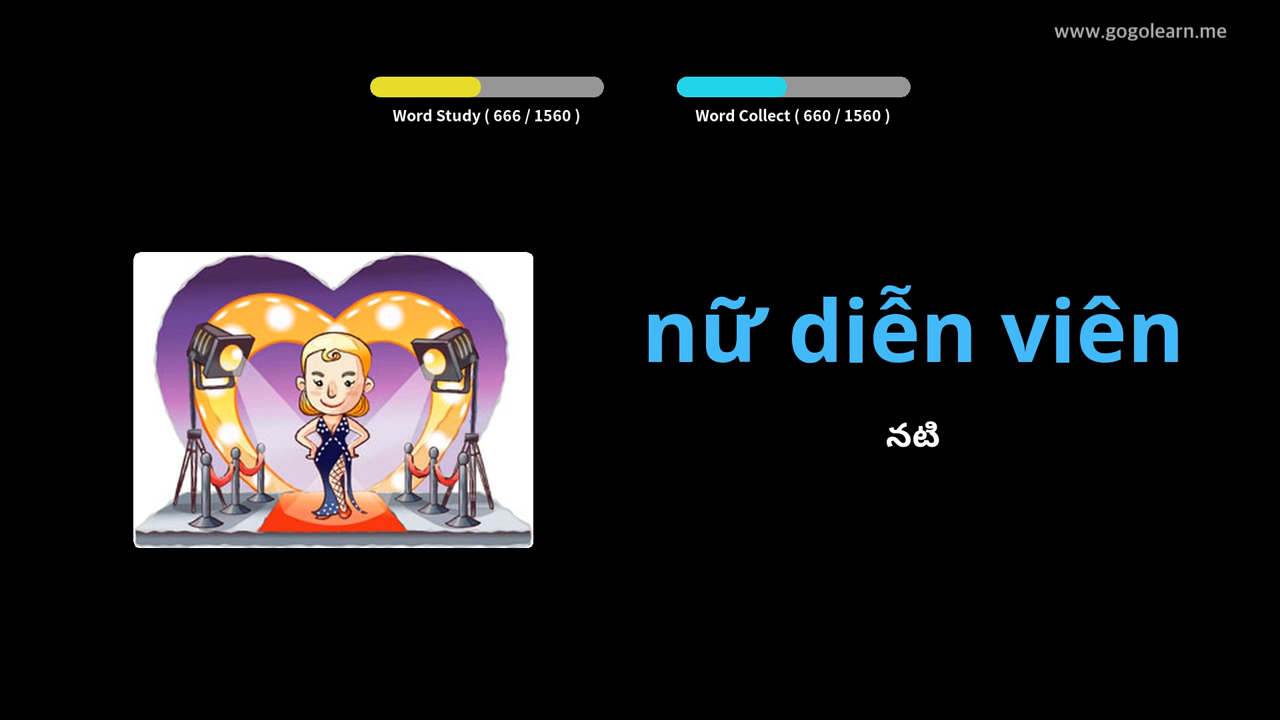 www.gogolearn.me
Word Study ( 666 / 1560 )
Word Collect ( 660 / 1560 )
nữ diễn viên
నటి